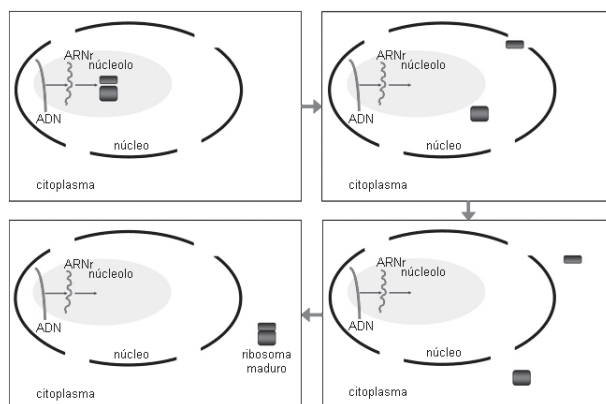 ARNr
núcleolo
ADN
núcleo
citoplasma
ARNr
núcleolo
ADN
núcleo
citoplasma
ARNr
núcleolo
ADN
núcleo
ribosoma
maduro
citoplasma
ARNr
núcleolo
ADN
núcleo
citoplasma